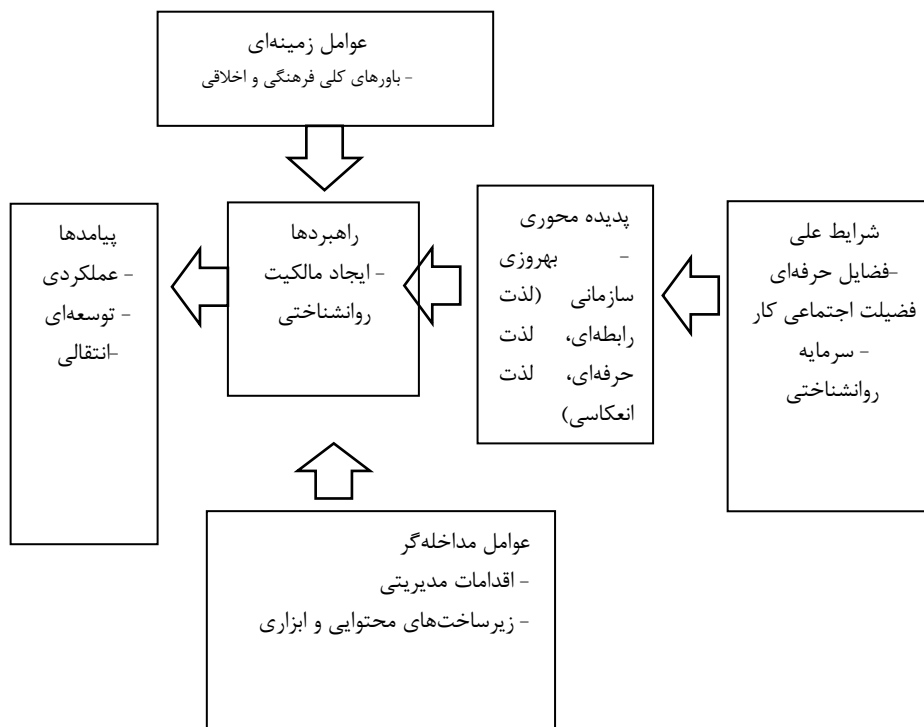 عوامل زمینه‌ای
- باورهای کلی فرهنگی و اخلاقی
شرایط علی
-فضایل حرفه‌ای
فضیلت اجتماعی کار
- سرمایه
روانشناختی
پدیده محوری
- بهروزی
سازمانی (لذت
رابطه‌ای، لذت
حرفه‌ای، لذت
انعکاسی)
راهبردها
- ایجاد مالکیت
روانشناختی
پیامدها
- عملکردی
- توسعه‌ای
-انتقالی
عوامل مداخله‌گر
- اقدامات مدیریتی
- زیرساخت‌های محتوایی و ابزاری